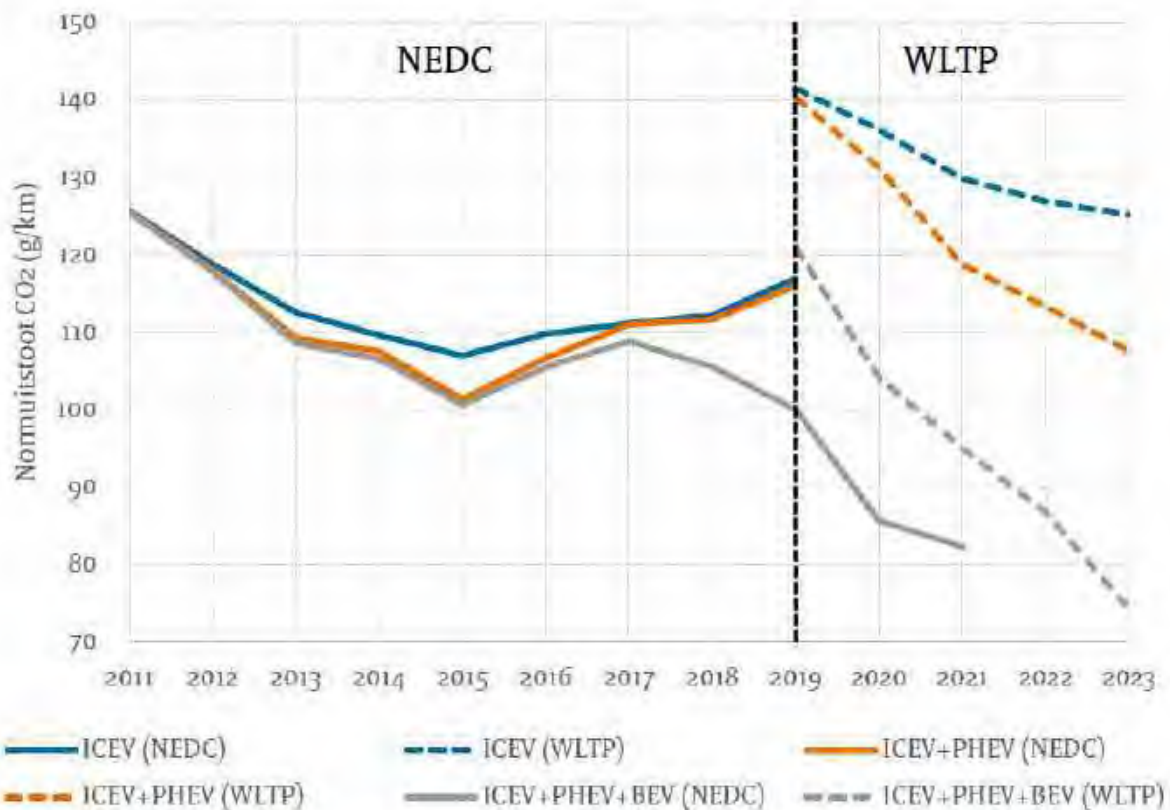 150
NEDC WLTP
140
130
120
110
100
90
80
70
Normuitstoot CO2 (g/km)
2011 2012 2013 2014 2015 2016 2017 2018 2019 2020 2021 2022 2023
ICEV (NEDC) ICEV (WLTP) ICEV+PHEV (NEDC)
ICEV+PHEV (WLTP) ICEV+PHEV+BEV (NEDC) ICEV+PHEV+BEV (WLTP)